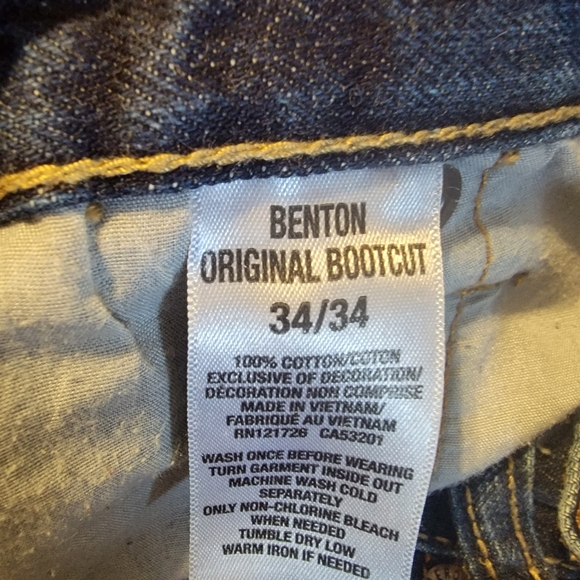 BENTON
ORIGINAL BOOTCUT
34/34
100% COTTON/COTON
EXCLUSIVE OF DECORATION/
DÉCORATION NON COMPRISE
MADE IN VIETNAM/
FABRIQUÉ AU VIETNAM
RN121726 CA53201
WASH ONCE BEFORE WEARING
TURN GARMENT INSIDE OUT
MACHINE WASH COLD
SEPARATELY
ONLY NON-CHLORINE BLEACH
WHEN NEEDED
TUMBLE DRY LOW
WARM IRON IF NEEDED